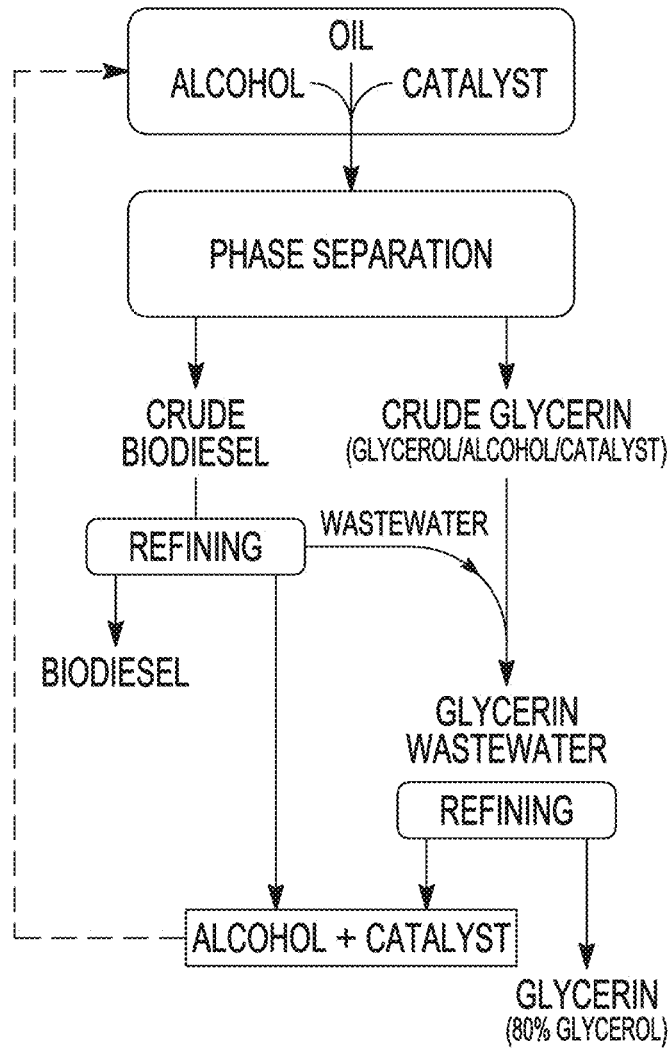 OIL
ALCOHOL CATALYST
PHASE SEPARATION
CRUDE
BIODIESEL
CRUDE GLYCERIN
(GLYCEROL/ALCOHOL/CATALYST)
WASTEWATER
REFINING
BIODIESEL
GLYCERIN
WASTEWATER
REFINING
ALCOHOL + CATALYST
GLYCERIN
(80% GLYCEROL)